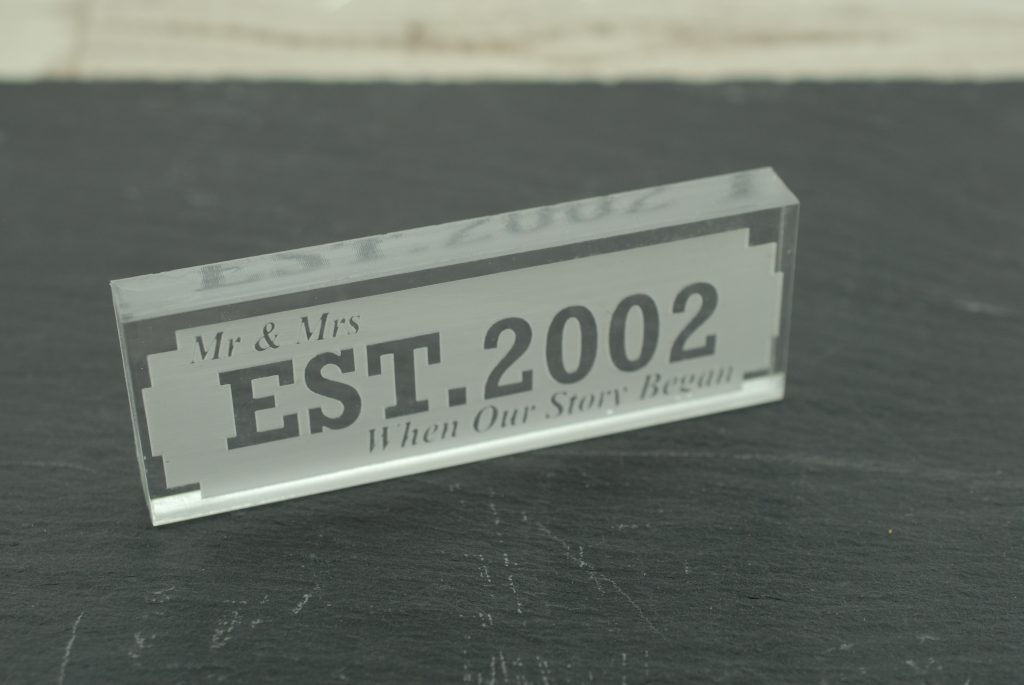 Mr & Mrs
EST.2002
When Our Story Began